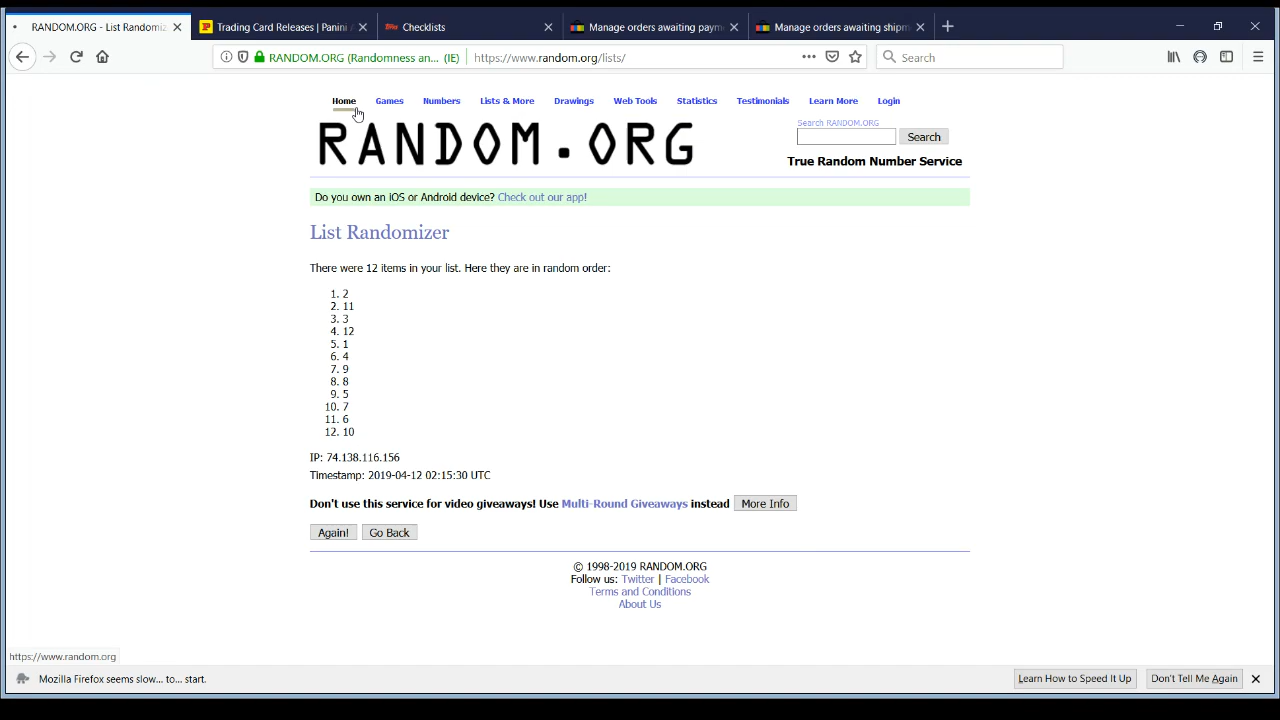 RANDOM.ORG - List Randomiz
Trading Card Releases | Panini A
Checklists
Manage orders awaiting paym
Manage orders awaiting shipm
RANDOM.ORG (Randomness an... (IE)
https://www.random.org/lists/
Search
Home Games Numbers Lists & More Drawings Web Tools Statistics Testimonials Learn More Login
RANDOM.ORG
Search RANDOM.ORG
Search
True Random Number Service
Do you own an iOS or Android device? Check out our app!
List Randomizer
There were 12 items in your list. Here they are in random order:
1. 2
2. 11
3. 3
4. 12
5. 1
6. 4
7. 9
8. 8
9. 5
10. 7
11. 6
12. 10
IP: 74.138.116.156
Timestamp: 2019-04-12 02:15:30 UTC
Don't use this service for video giveaways! Use Multi-Round Giveaways instead More Info
Again! Go Back
© 1998-2019 RANDOM.ORG
Follow us: Twitter | Facebook
Terms and Conditions
About Us
https://www.random.org
Mozilla Firefox seems slow... to... start.
Learn How to Speed It Up
Don't Tell Me Again